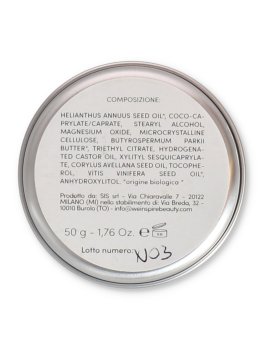 COMPOSIZIONE:
HELIANTHUS ANNUUS SEED OIL*, COCO-CA-
PRYLATE/CAPRATE, STEARYL ALCOHOL,
MAGNESIUM OXIDE, MICROCRYSTALLINE
CELLULOSE, BUTYROSPERMUM PARKII
BUTTER*, TRIETHYL CITRATE, HYDROGENA-
TED CASTOR OIL, XYLITYL SESQUICAPRYLA-
TE, CORYLUS AVELLANA SEED OIL, TOCOPHE-
ROL, VITIS VINIFERA SEED OIL*,
ANHYDROXYLITOL. *origine biologica *
Prodotto da: SIS srl - Via Chiaravalle 7 - 20122
MILANO (MI) nello stabilimento di: Via Breda, 32 -
10010 Burolo (TO) - info@weinspirebeauty.com
50 g - 1,76 Oz. e
Lotto numero: N03